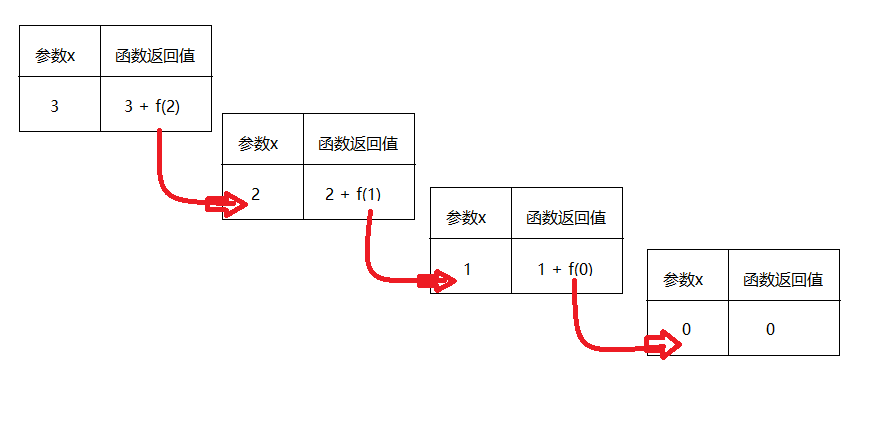 参数x 函数返回值
3 3 + f(2)
参数x 函数返回值
2 2 + f(1)
参数x 函数返回值
1 1 + f(0)
参数x 函数返回值
0 0